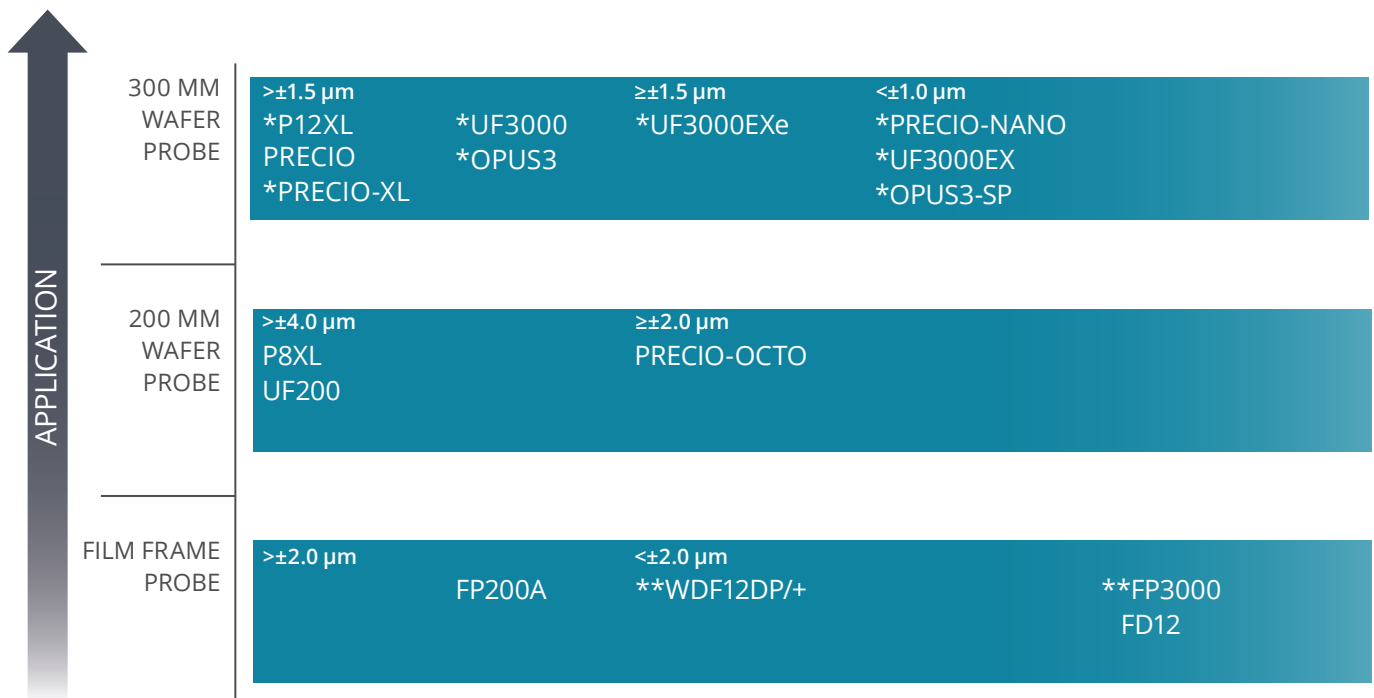 APPLICATION
300 MM
WAFER
PROBE
>±1.5 µm
*P12XL
PRECIO
*PRECIO-XL
*UF3000
*OPUS3
≥±1.5 µm
*UF3000EXe
<±1.0 µm
*PRECIO-NANO
*UF3000EX
*OPUS3-SP
200 MM
WAFER
PROBE
>±4.0 µm
P8XL
UF200
≥±2.0 µm
PRECIO-OCTO
FILM FRAME
PROBE
>±2.0 µm
FP200A
<±2.0 µm
**WDF12DP/+
**FP3000
FD12